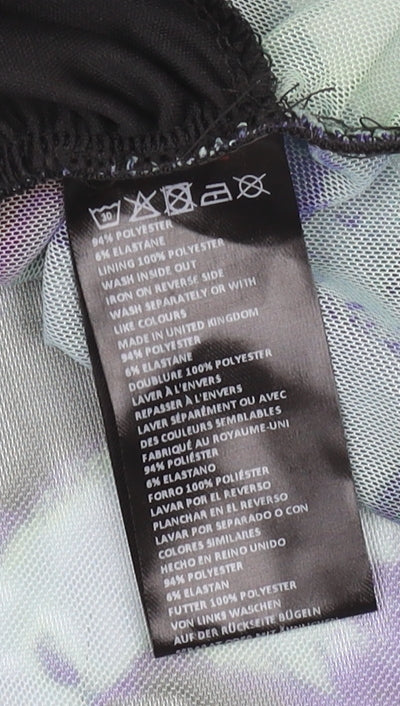 30
94% POLYESTER
6% ELASTANE
LINING 100% POLYESTER
WASH INSIDE OUT
IRON ON REVERSE SIDE
WASH SEPARATELY OR WITH
LIKE COLOURS
MADE IN UNITED KINGDOM
94% POLYESTER
6% ELASTANE
DOUBLURE 100% POLYESTER
LAVER À L'ENVERS
REPASSER À L'ENVERS
LAVER SÉPARÉMENT OU AVEC
DES COULEURS SEMBLABLES
FABRIQUÉ AU ROYAUME-UNI
94% POLIÉSTER
6% ELASTANO
FORRO 100% POLIÉSTER
LAVAR POR EL REVERSO
PLANCHAR EN EL REVERSO
LAVAR POR SEPARADO O CON
COLORES SIMILARES
HECHO EN REINO UNIDO
94% POLYESTER
6% ELASTAN
FUTTER 100% POLYESTER
VON LINKS WASCHEN
AUF DER RÜCKSEITE BÜGELN